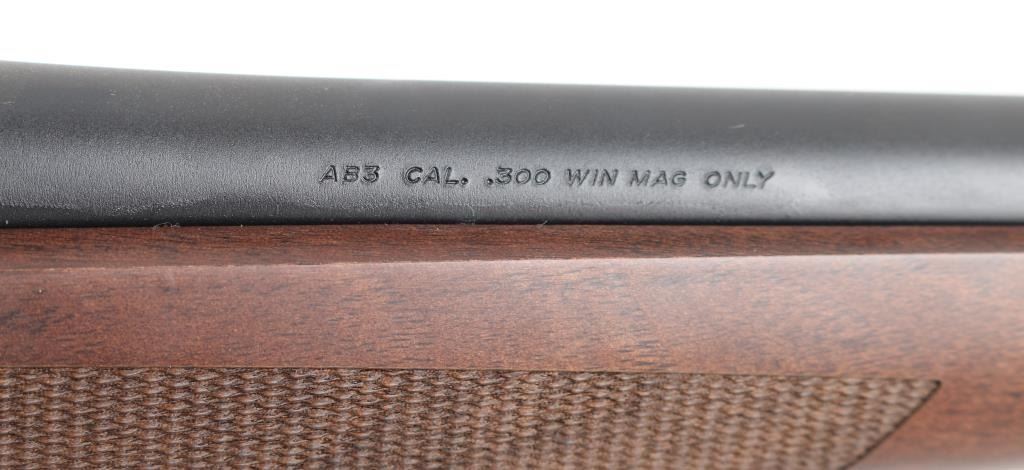 AB3 CAL. .300 WIN MAG ONLY